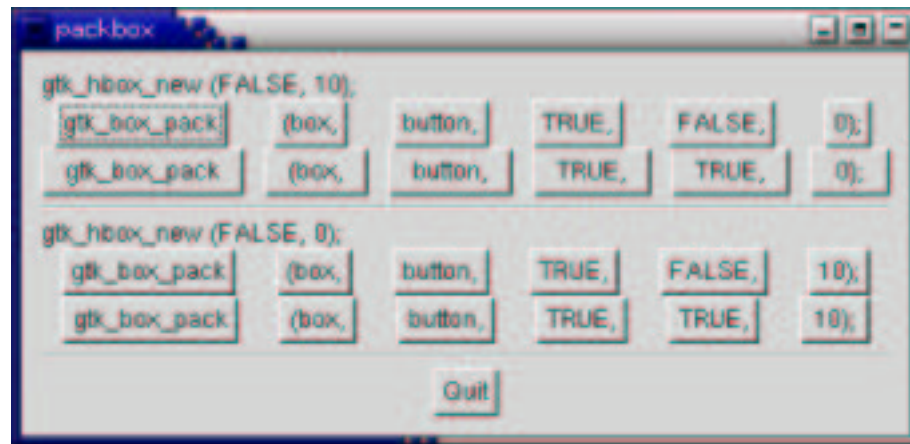 packbox
gtk_hbox_new (FALSE, 10);
gtk_box_pack (box, button, TRUE, FALSE, 0);
gtk_box_pack (box, button, TRUE, TRUE, 0);
gtk_hbox_new (FALSE, 0);
gtk_box_pack (box, button, TRUE, FALSE, 10);
gtk_box_pack (box, button, TRUE, TRUE, 10);
Quit